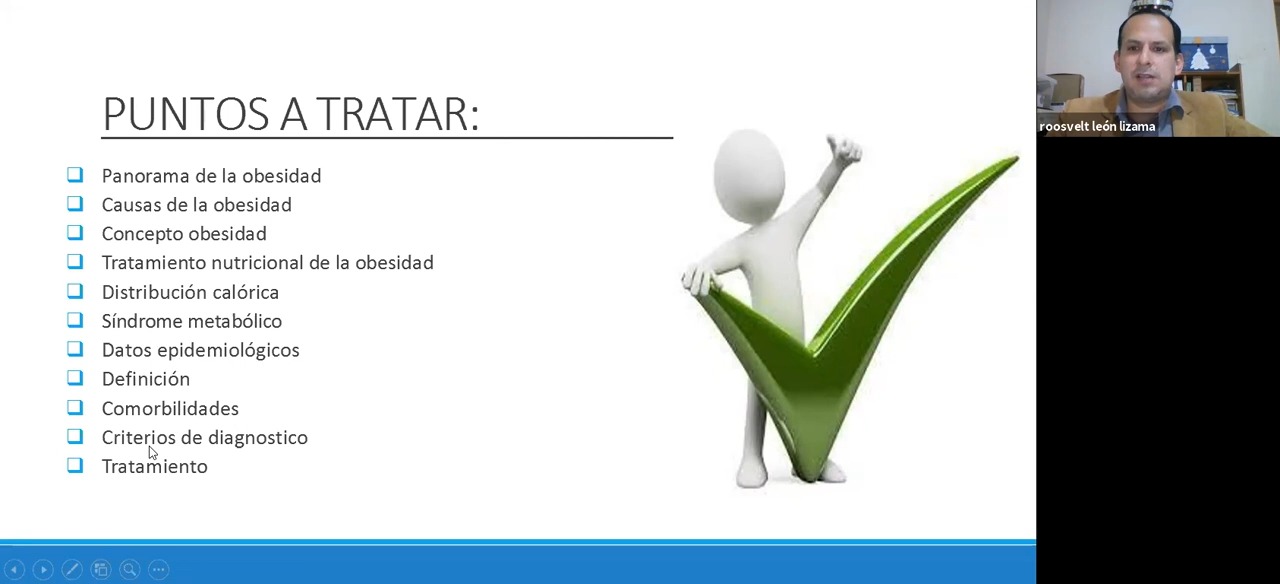 PUNTOS A TRATAR:
Panorama de la obesidad
Causas de la obesidad
Concepto obesidad
Tratamiento nutricional de la obesidad
Distribución calórica
Síndrome metabólico
Datos epidemiológicos
Definición
Comorbilidades
Criterios de diagnostico
Tratamiento
roosvelt león lizama